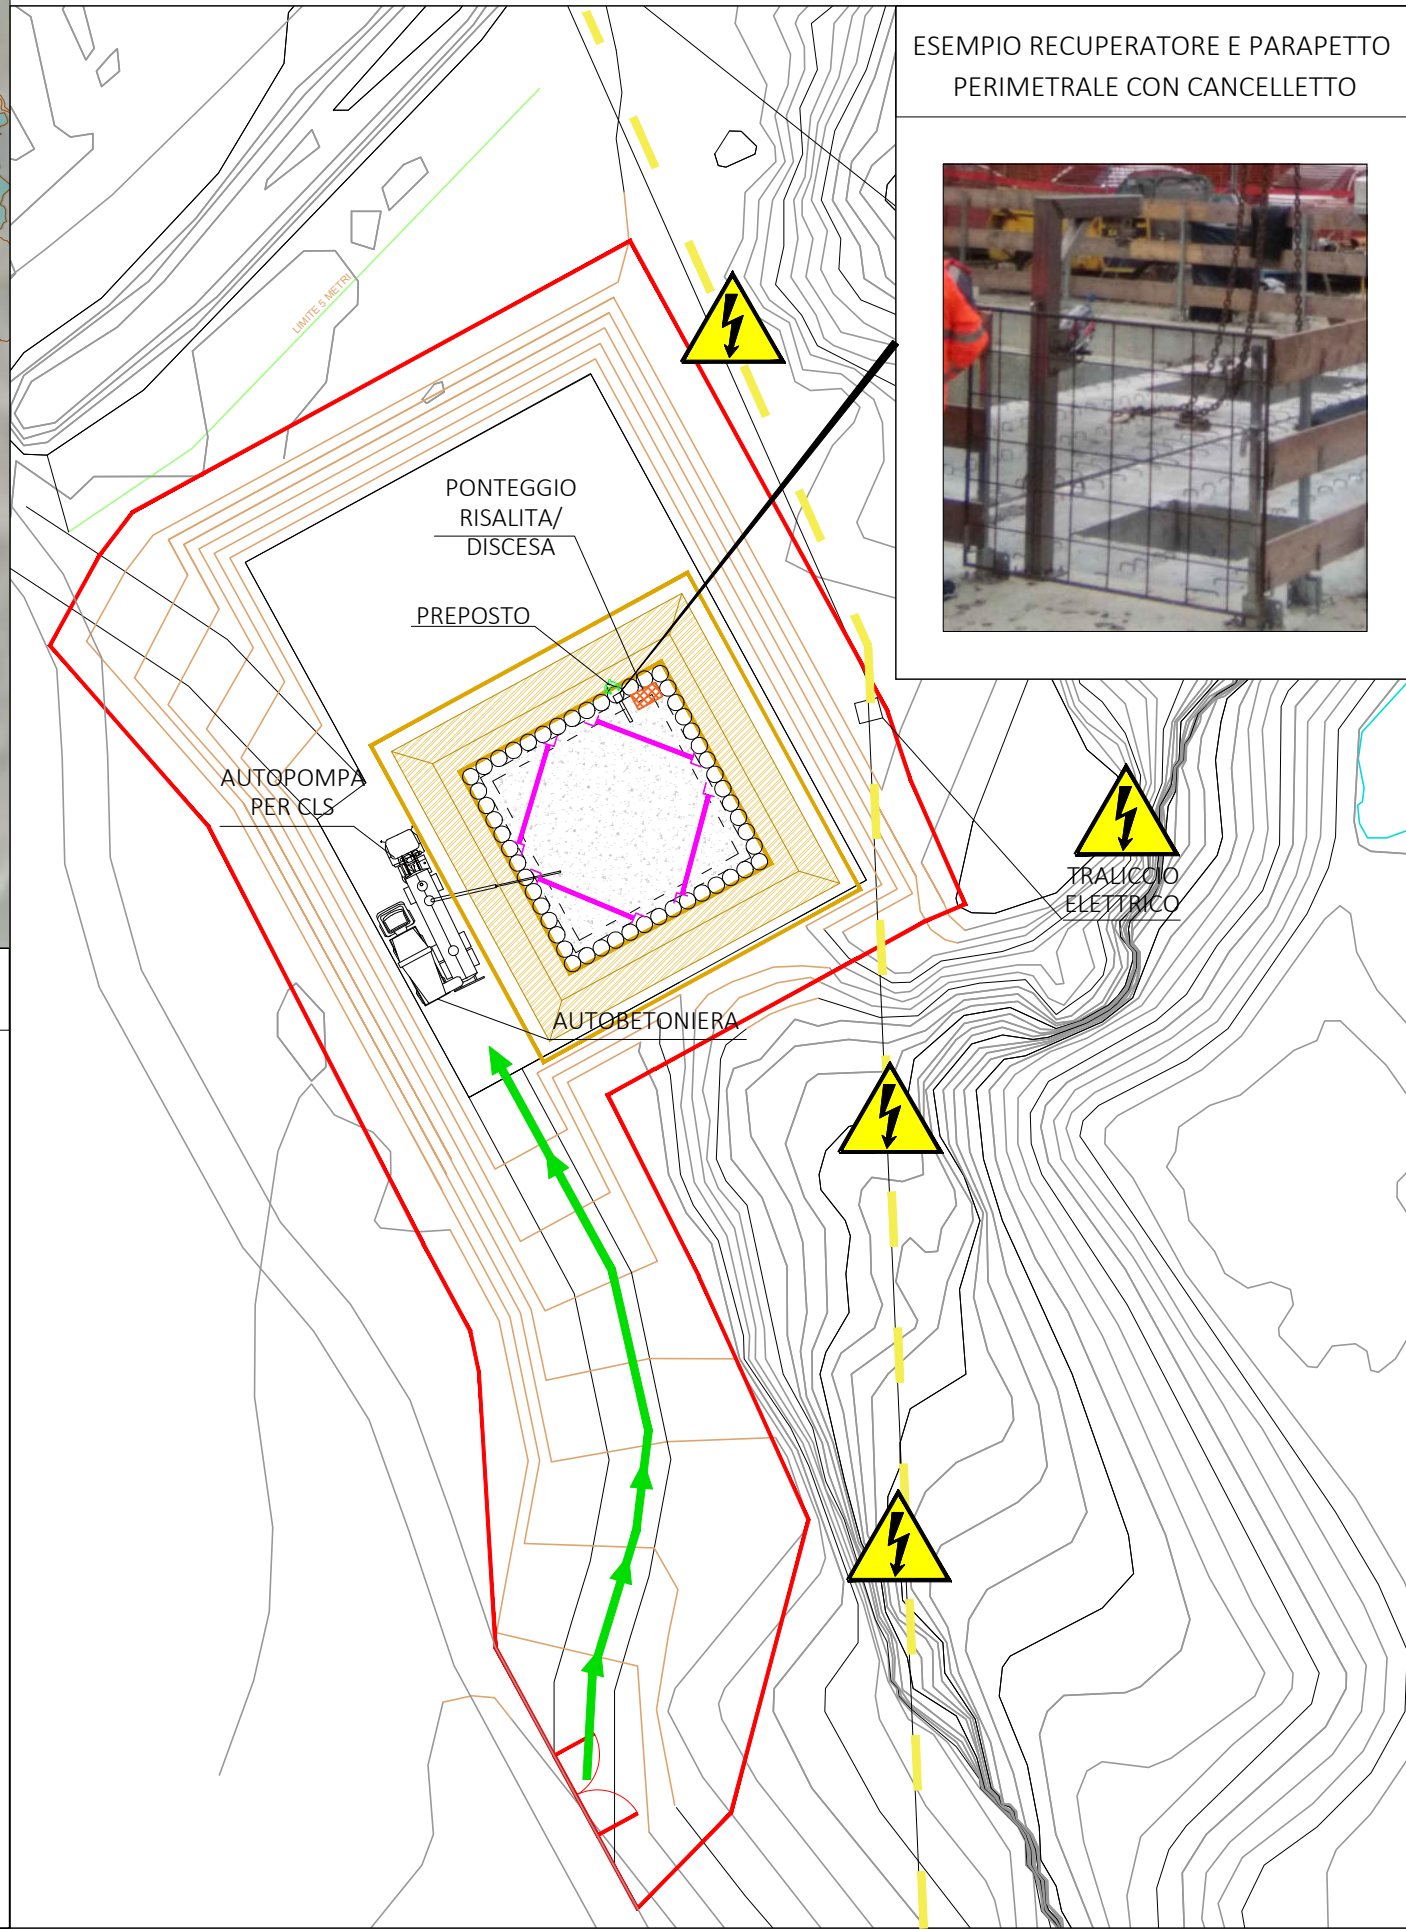 ESEMPIO RECUPERATORE E PARAPETTO
PERIMETRALE CON CANCELLETTO
LIMITE 5 METRI
PONTEGGIO
RISALITA/
DISCESA
PREPOSTO
AUTOPOMPA
PER CLS
TRALICCIO
ELETTRICO
AUTOBETONIERA